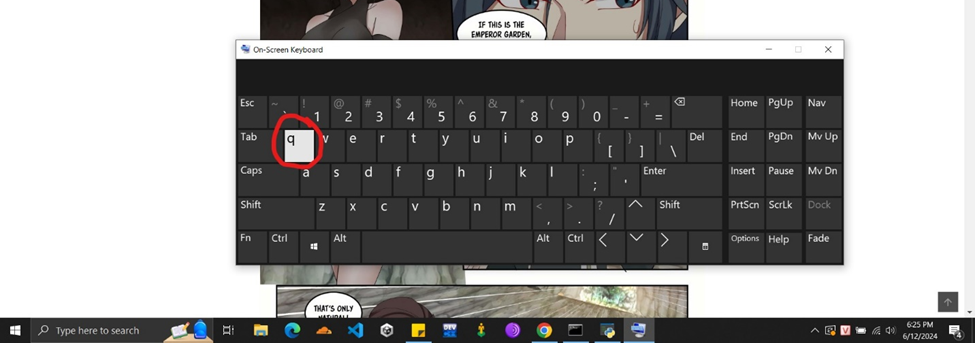 IF THIS IS THE
EMPEROR GARDEN,
On-Screen Keyboard
Esc ~ ` ! 1 @ 2 # 3 $ 4 % 5 ^ 6 & 7 * 8 ( 9 ) 0 _ - + = Home PgUp Nav
Tab q w e r t y u i o p { [ } ] | \ Del End PgDn Mv Up
Caps a s d f g h j k l : ; " ' Enter Insert Pause Mv Dn
Shift z x c v b n m < , > . ? / Shift PrtScn ScrLk Dock
Fn Ctrl Alt Alt Ctrl Options Help Fade
THAT'S ONLY
NATURAL!
Type here to search
DEV
V
6:25 PM
6/12/2024
4